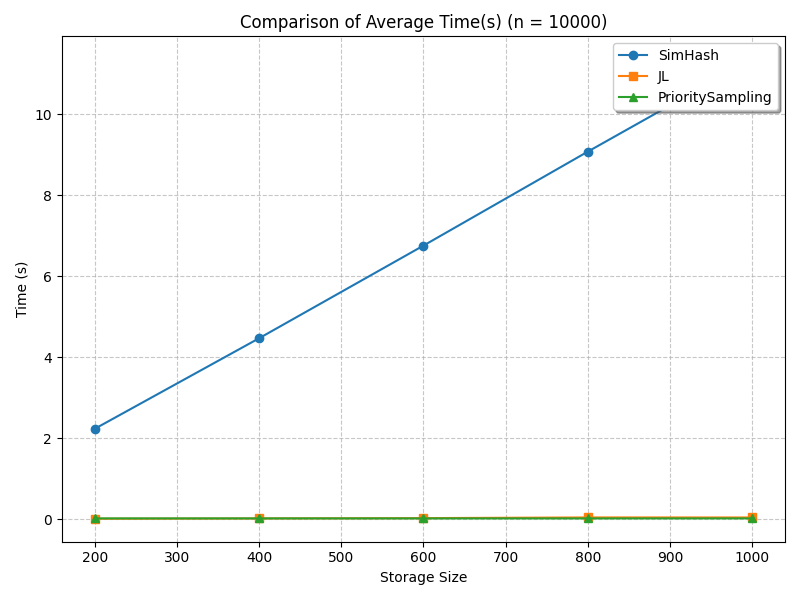 Comparison of Average Time(s) (n = 10000)
SimHash
JL
PrioritySampling
Time (s)
10
8
6
4
2
0
200 300 400 500 600 700 800 900 1000
Storage Size